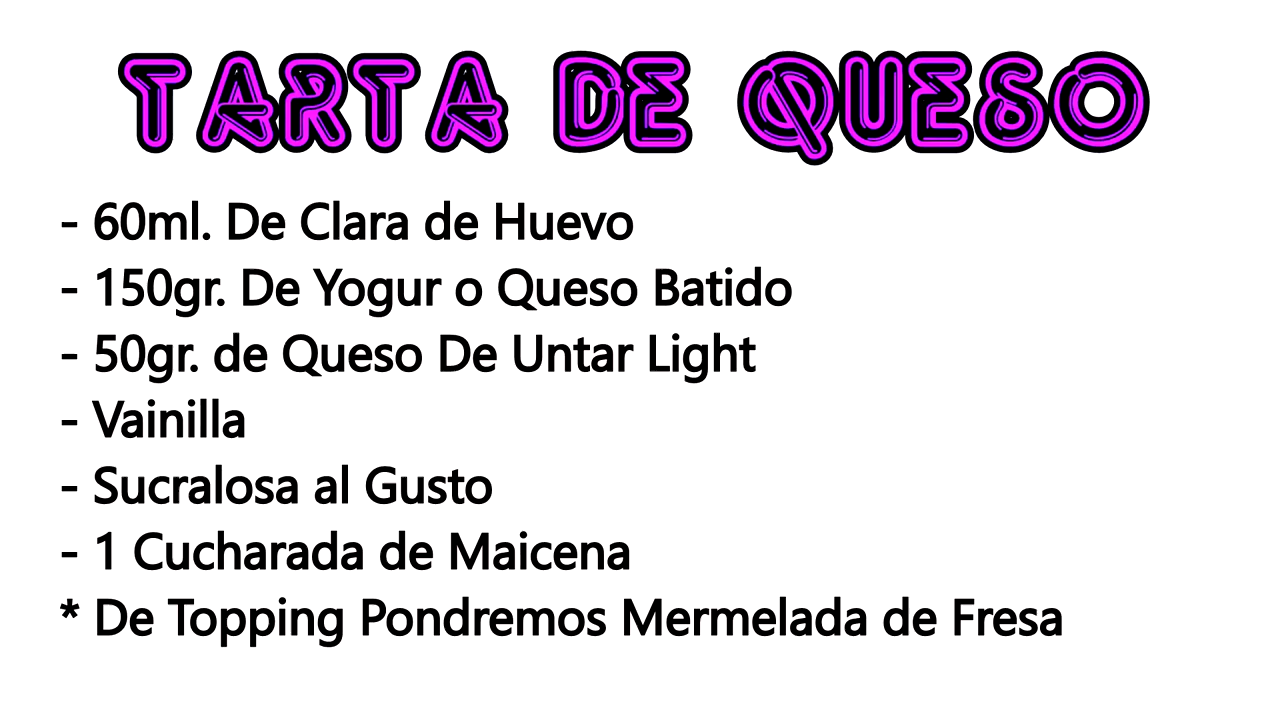 TARTA DE QUESO
- 60ml. De Clara de Huevo
- 150gr. De Yogur o Queso Batido
- 50gr. de Queso De Untar Light
- Vainilla
- Sucralosa al Gusto
- 1 Cucharada de Maicena
* De Topping Pondremos Mermelada de Fresa